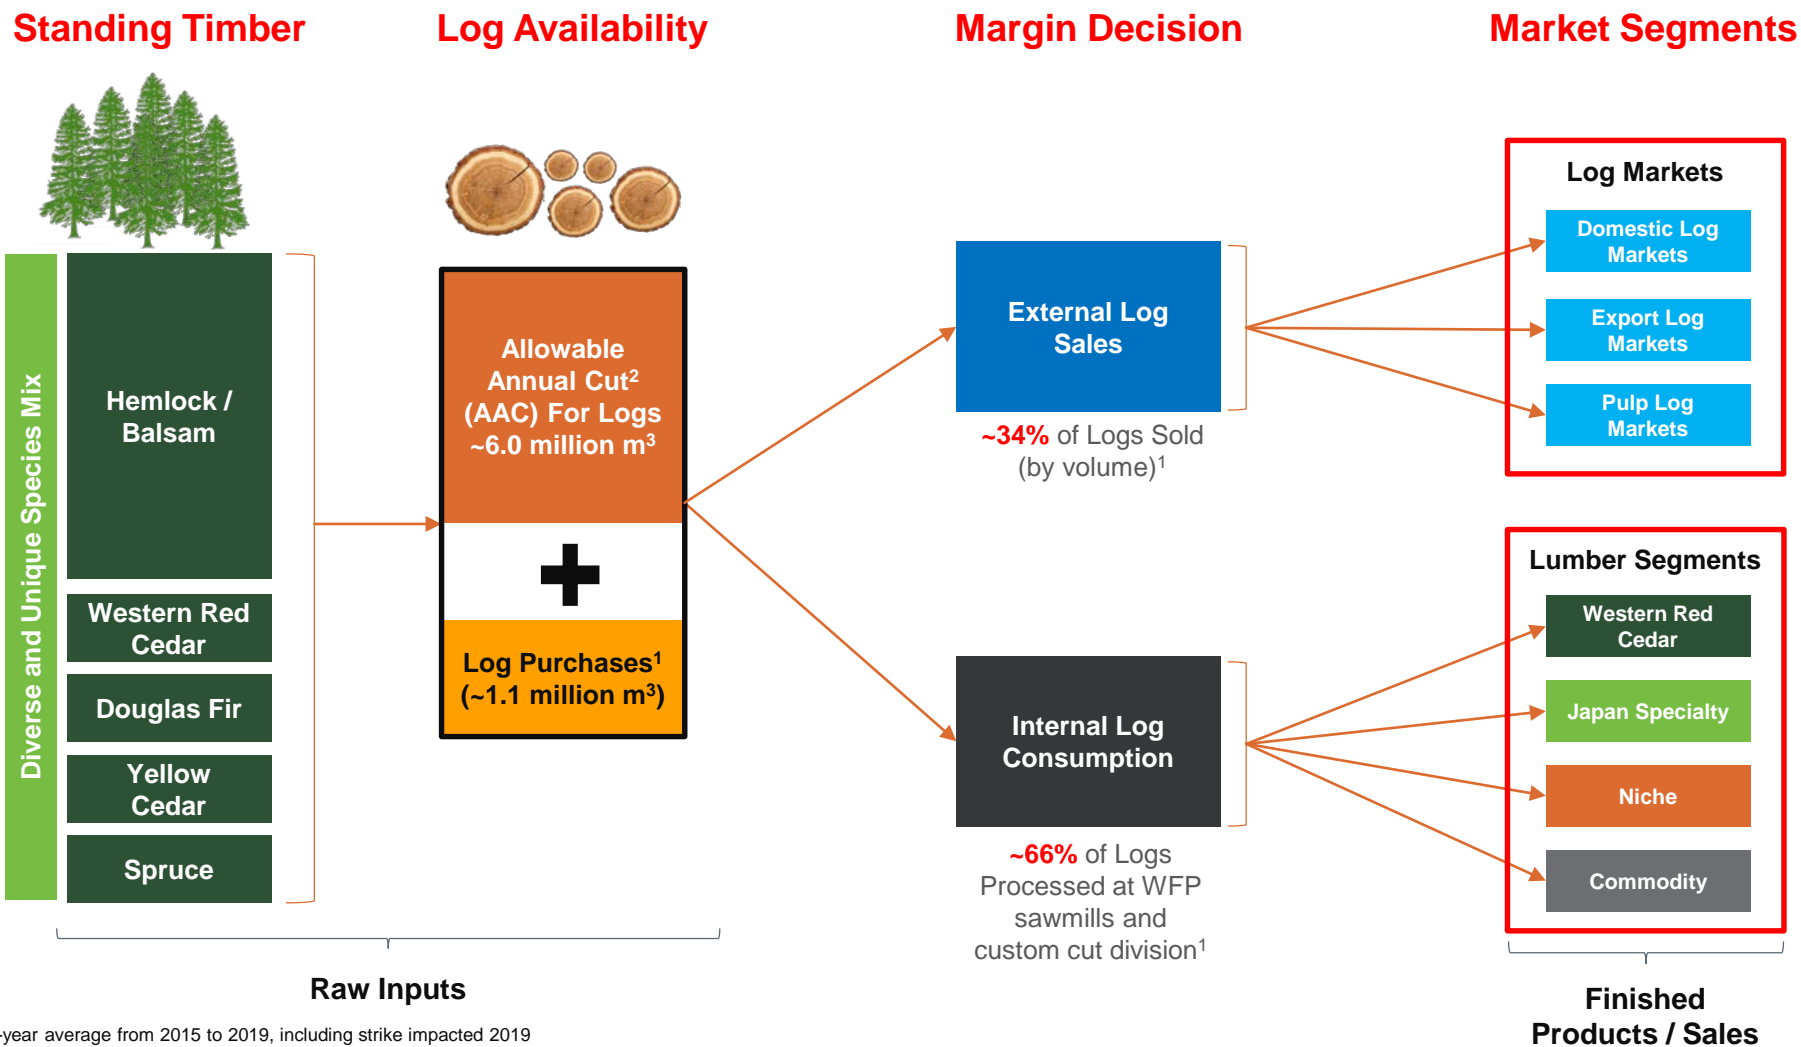 Standing Timber
Log Availability
Margin Decision
Market Segments
Diverse and Unique Species Mix
Hemlock /
Balsam
Western Red
Cedar
Douglas Fir
Yellow
Cedar
Spruce
Allowable
Annual Cut²
(AAC) For Logs
~6.0 million m³
Log Purchases¹
(~1.1 million m³)
Raw Inputs
External Log
Sales
~34% of Logs Sold
(by volume)¹
Internal Log
Consumption
~66% of Logs
Processed at WFP
sawmills and
custom cut division¹
Log Markets
Domestic Log
Markets
Export Log
Markets
Pulp Log
Markets
Lumber Segments
Western Red
Cedar
Japan Specialty
Niche
Commodity
Finished
Products / Sales
-year average from 2015 to 2019, including strike impacted 2019